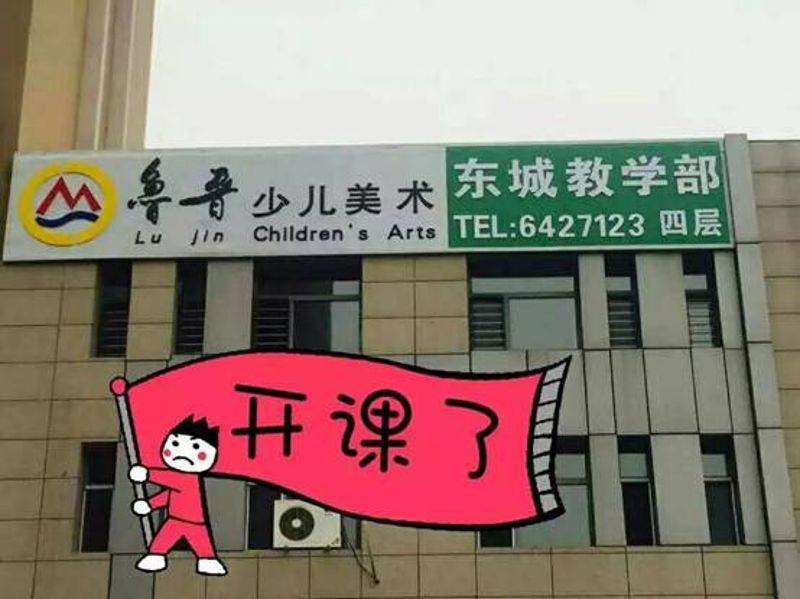 魯晋 少儿美术
Lu jin Children's Arts
东城教学部
TEL:6427123 四层
开课了